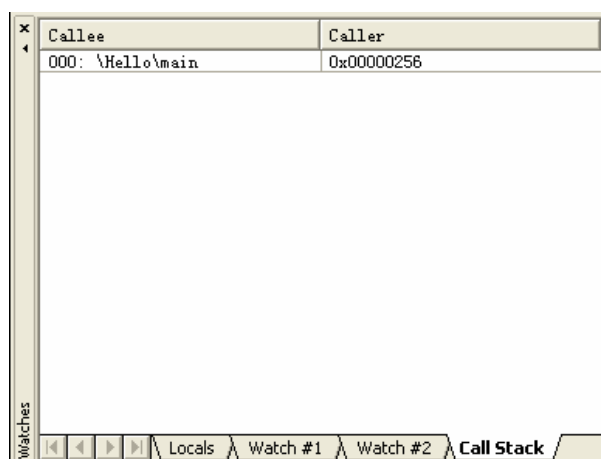 Callee Caller
000: \Hello\main 0x00000256
Watches
Locals Watch #1 Watch #2 Call Stack